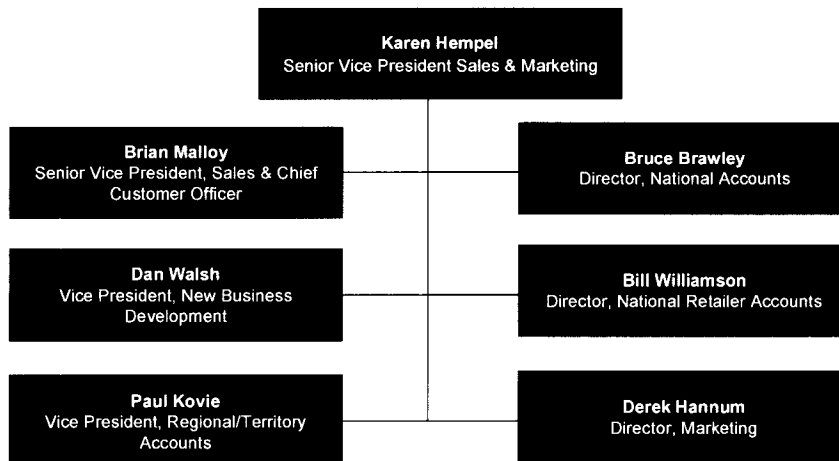 Karen Hempel
Senior Vice President Sales & Marketing
Brian Malloy
Senior Vice President, Sales & Chief
Customer Officer
Bruce Brawley
Director, National Accounts
Dan Walsh
Vice President, New Business
Development
Bill Williamson
Director, National Retailer Accounts
Paul Kovie
Vice President, Regional/Territory
Accounts
Derek Hannum
Director, Marketing